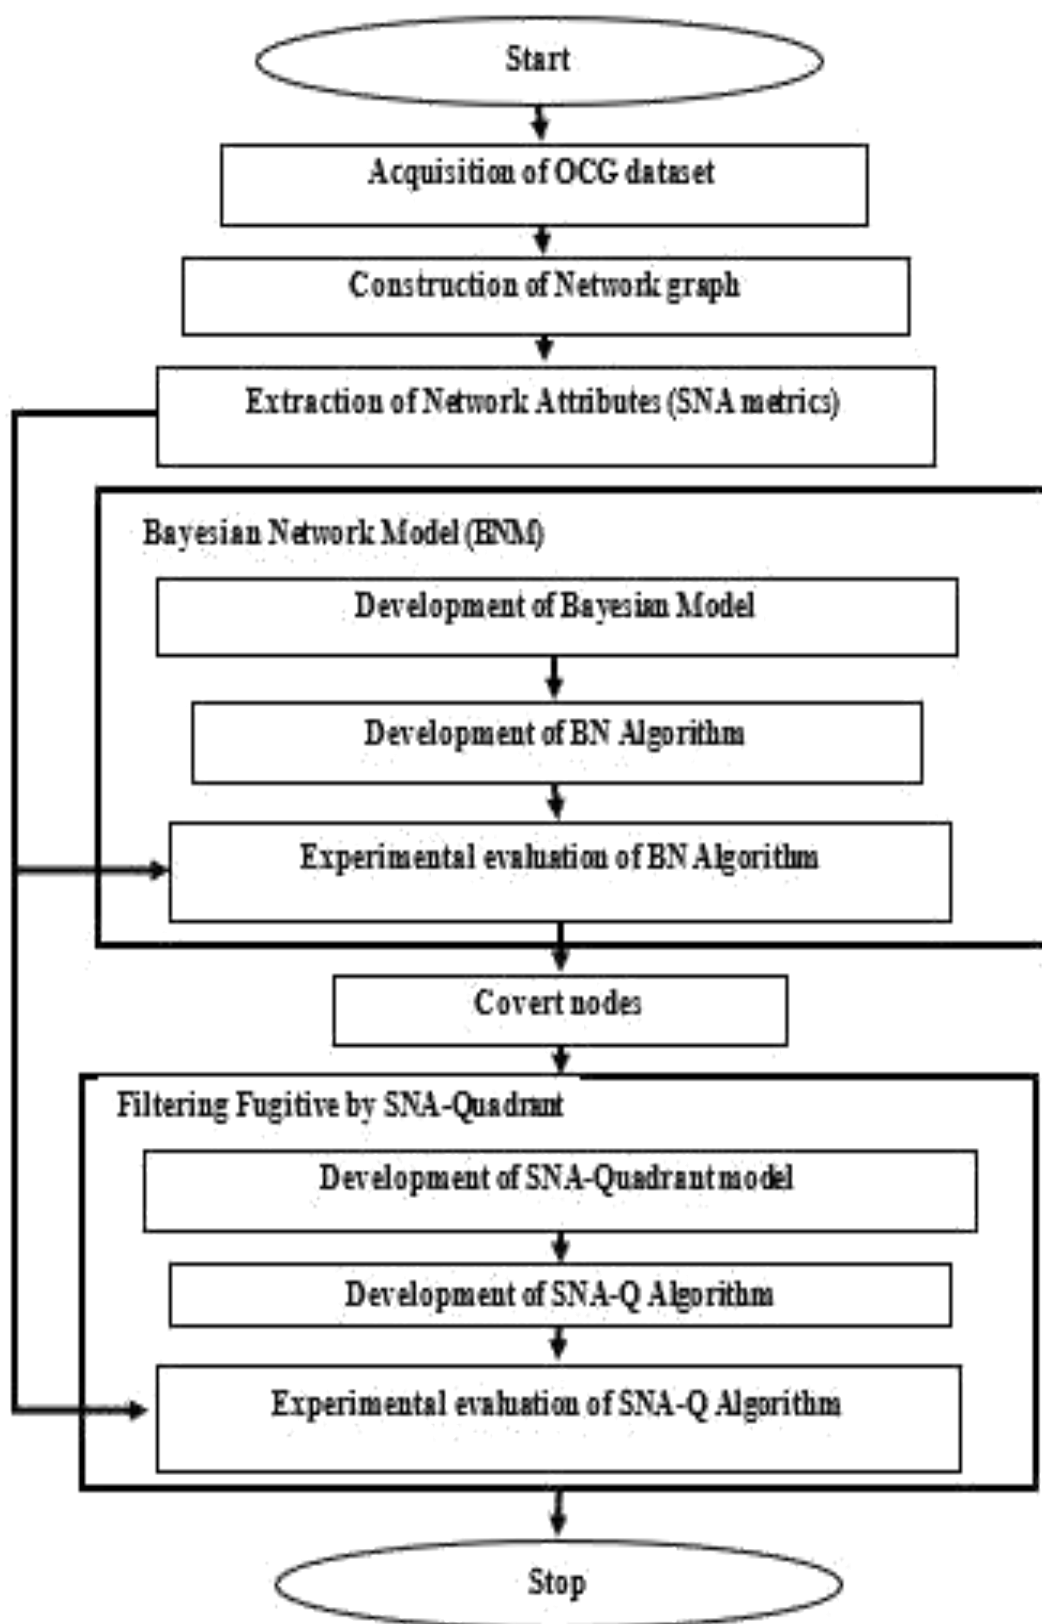 Start
Acquisition of OCG dataset
Construction of Network graph
Extraction of Network Attributes (SNA metrics)
Bayesian Network Model (BNM)
Development of Bayesian Model
Development of BN Algorithm
Experimental evaluation of BN Algorithm
Covert nodes
Filtering Fugitive by SNA-Quadrant
Development of SNA-Quadrant model
Development of SNA-Q Algorithm
Experimental evaluation of SNA-Q Algorithm
Stop